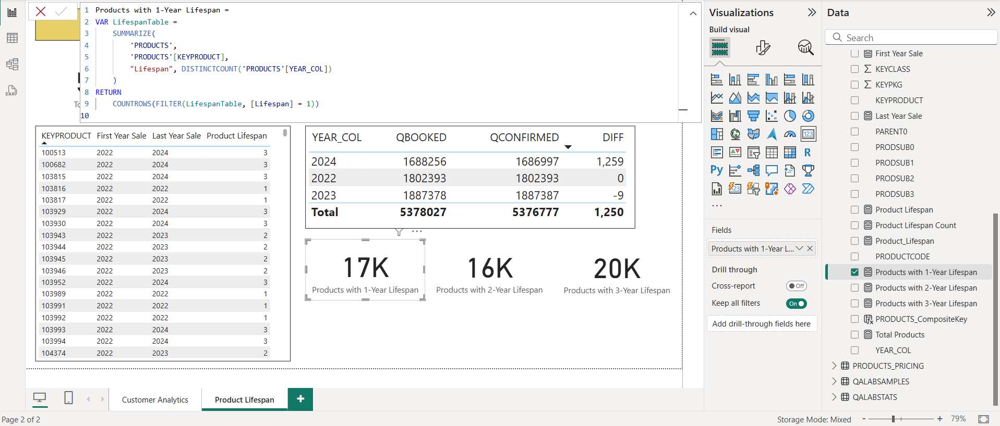 1 Products with 1-Year Lifespan =
2 VAR LifespanTable =
3 SUMMARIZE(
4 'PRODUCTS',
5 'PRODUCTS'[KEYPRODUCT],
6 "Lifespan", DISTINCTCOUNT('PRODUCTS'[YEAR_COL])
7 )
8 RETURN
9 COUNTROWS(FILTER(LifespanTable, [Lifespan] = 1))
10
KEYPRODUCT First Year Sale Last Year Sale Product Lifespan
100513 2022 2024 3
100682 2022 2024 3
103815 2022 2024 3
103816 2022 2022 1
103817 2022 2022 1
103929 2022 2024 3
103930 2022 2024 3
103943 2022 2023 2
103944 2022 2023 2
103945 2022 2023 2
103946 2022 2023 2
103952 2022 2024 3
103989 2022 2022 1
103991 2022 2022 1
103992 2022 2022 1
103993 2022 2024 3
103994 2022 2024 3
104374 2022 2023 2
YEAR_COL QBOOKED QCONFIRMED DIFF
2024 1688256 1686997 1,259
2022 1802393 1802393 0
2023 1887378 1887387 -9
Total 5378027 5376777 1,250
17K
Products with 1-Year Lifespan
16K
Products with 2-Year Lifespan
20K
Products with 3-Year Lifespan
Customer Analytics
Product Lifespan
Page 2 of 2
Visualizations
Build visual
123
R
Py
123
Fields
Products with 1-Year L...
Drill through
Cross-report
Off
Keep all filters
On
Add drill-through fields here
Data
Search
First Year Sale
KEYCLASS
KEYPKG
KEYPRODUCT
Last Year Sale
PARENT0
PRODSUB0
PRODSUB1
PRODSUB2
PRODSUB3
Product Lifespan
Product Lifespan Count
Product_Lifespan
PRODUCTCODE
Products with 1-Year Lifespan
Products with 2-Year Lifespan
Products with 3-Year Lifespan
PRODUCTS_CompositeKey
Total Products
YEAR_COL
PRODUCTS_PRICING
QALABSAMPLES
QALABSTATS
Storage Mode: Mixed
79%
DAX